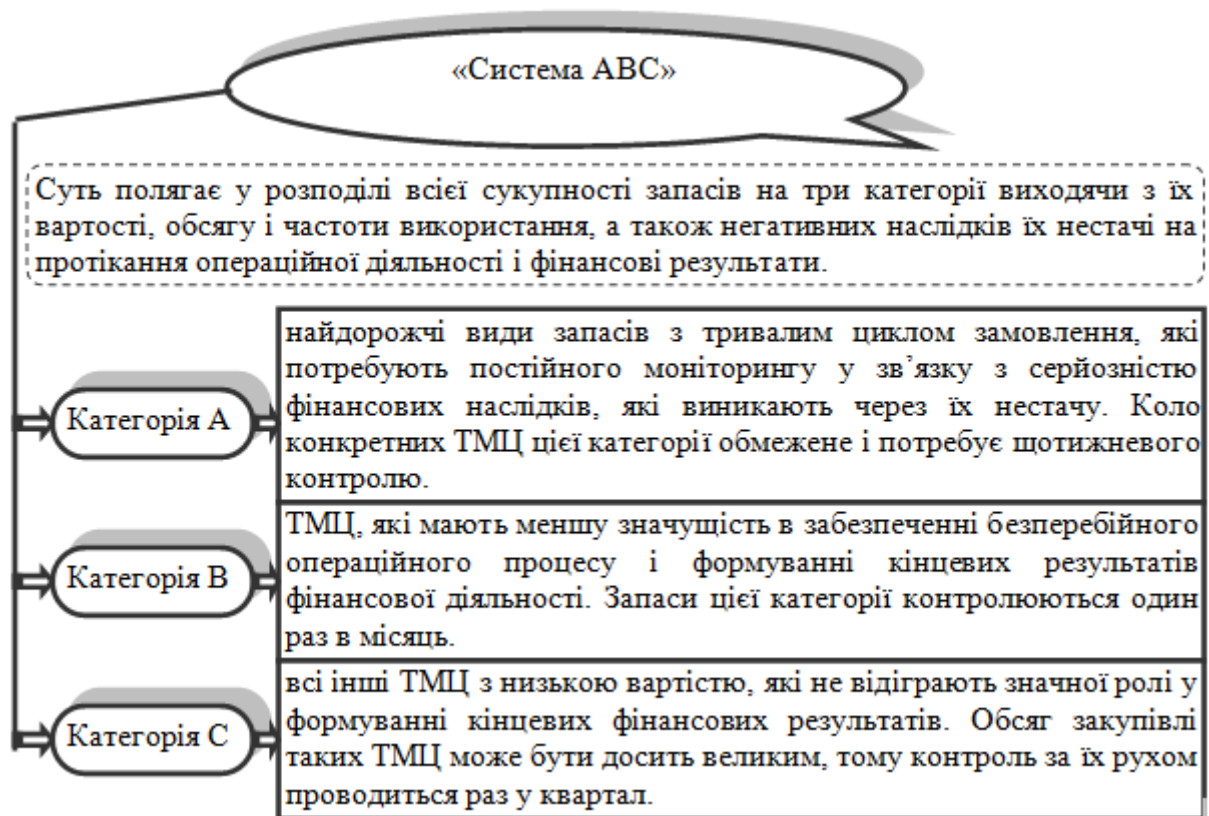 «Система АВС»
Суть полягає у розподілі всієї сукупності запасів на три категорії виходячи з їх
вартості, обсягу і частоти використання, а також негативних наслідків їх нестачі на
протікання операційної діяльності і фінансові результати.
Категорія А
найдорожчі види запасів з тривалим циклом замовлення, які
потребують постійного моніторингу у зв’язку з серйозністю
фінансових наслідків, які виникають через їх нестачу. Коло
конкретних ТМЦ цієї категорії обмежене і потребує щотижневого
контролю.
Категорія В
ТМЦ, які мають меншу значущість в забезпеченні безперебійного
операційного процесу і формуванні кінцевих результатів
фінансової діяльності. Запаси цієї категорії контролюються один
раз в місяць.
Категорія С
всі інші ТМЦ з низькою вартістю, які не відіграють значної ролі у
формуванні кінцевих фінансових результатів. Обсяг закупівлі
таких ТМЦ може бути досить великим, тому контроль за їх рухом
проводиться раз у квартал.